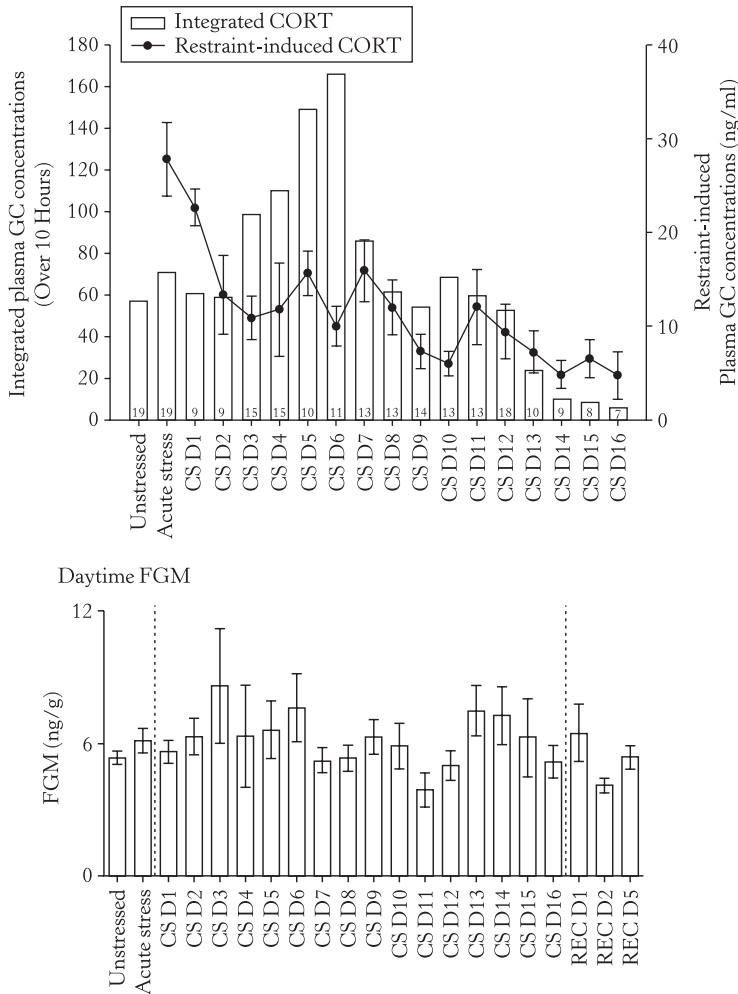 Integrated CORT
Restraint-induced CORT
Integrated plasma GC concentrations
(Over 10 Hours)
180
160
140
120
100
80
60
40
20
0
40
30
20
10
0
Restraint-induced
Plasma GC concentrations (ng/ml)
19 19 9 9 15 15 10 11 13 13 14 13 13 18 10 9 8 7
Unstressed
Acute stress
CS D1
CS D2
CS D3
CS D4
CS D5
CS D6
CS D7
CS D8
CS D9
CS D10
CS D11
CS D12
CS D13
CS D14
CS D15
CS D16
Daytime FGM
FGM (ng/g)
12
6
0
Unstressed
Acute stress
CS D1
CS D2
CS D3
CS D4
CS D5
CS D6
CS D7
CS D8
CS D9
CS D10
CS D11
CS D12
CS D13
CS D14
CS D15
CS D16
REC D1
REC D2
REC D5